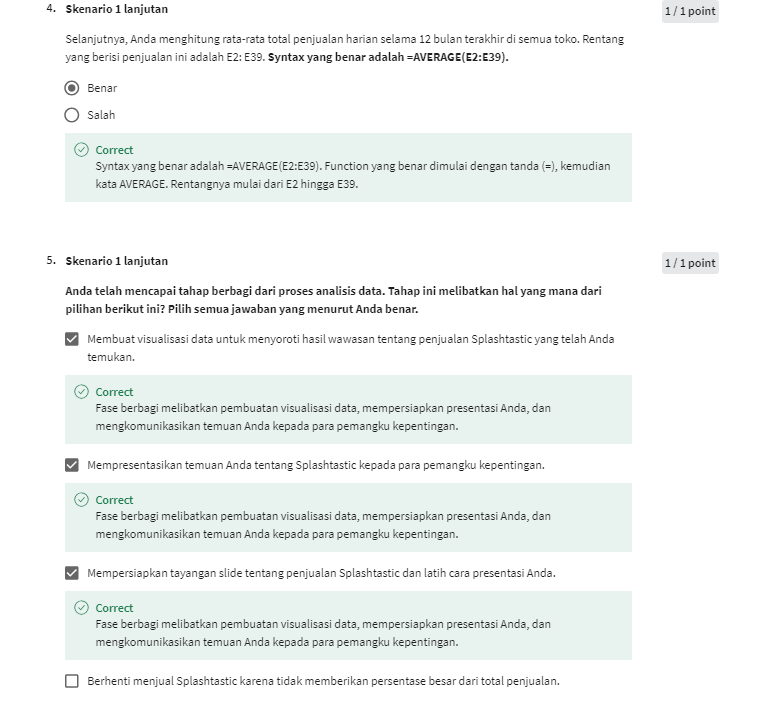 4. Skenario 1 lanjutan
1 / 1 point
Selanjutnya, Anda menghitung rata-rata total penjualan harian selama 12 bulan terakhir di semua toko. Rentang
yang berisi penjualan ini adalah E2: E39. Syntax yang benar adalah =AVERAGE(E2:E39).
Benar
Salah
Correct
Syntax yang benar adalah =AVERAGE(E2:E39). Function yang benar dimulai dengan tanda (=), kemudian
kata AVERAGE. Rentangnya mulai dari E2 hingga E39.
5. Skenario 1 lanjutan
1 / 1 point
Anda telah mencapai tahap berbagi dari proses analisis data. Tahap ini melibatkan hal yang mana dari
pilihan berikut ini? Pilih semua jawaban yang menurut Anda benar.
Membuat visualisasi data untuk menyoroti hasil wawasan tentang penjualan Splashtastic yang telah Anda
temukan.
Correct
Fase berbagi melibatkan pembuatan visualisasi data, mempersiapkan presentasi Anda, dan
mengkomunikasikan temuan Anda kepada para pemangku kepentingan.
Mempresentasikan temuan Anda tentang Splashtastic kepada para pemangku kepentingan.
Correct
Fase berbagi melibatkan pembuatan visualisasi data, mempersiapkan presentasi Anda, dan
mengkomunikasikan temuan Anda kepada para pemangku kepentingan.
Mempersiapkan tayangan slide tentang penjualan Splashtastic dan latih cara presentasi Anda.
Correct
Fase berbagi melibatkan pembuatan visualisasi data, mempersiapkan presentasi Anda, dan
mengkomunikasikan temuan Anda kepada para pemangku kepentingan.
Berhenti menjual Splashtastic karena tidak memberikan persentase besar dari total penjualan.